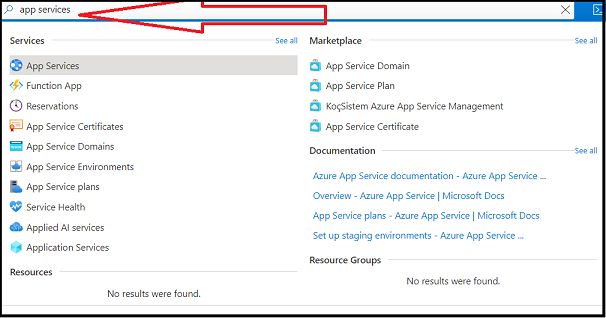 app services
Services
See all
App Services
Function App
Reservations
App Service Certificates
App Service Domains
App Service Environments
App Service plans
Service Health
Applied AI services
Application Services
Resources
No results were found.
Marketplace
See all
App Service Domain
App Service Plan
KoçSistem Azure App Service Management
App Service Certificate
Documentation
See all
Azure App Service documentation - Azure App Service ...
Overview - Azure App Service | Microsoft Docs
App Service plans - Azure App Service | Microsoft Docs
Set up staging environments - Azure App Service ...
Resource Groups
No results were found.